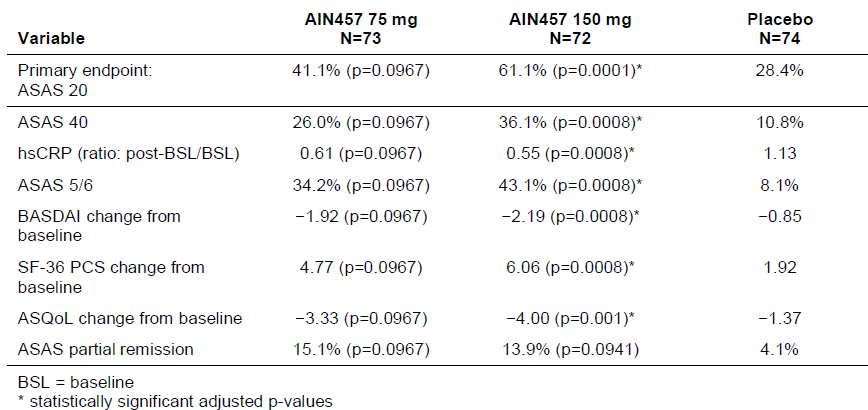 Variable AIN457 75 mg N=73 AIN457 150 mg N=72 Placebo N=74
Primary endpoint: ASAS 20 41.1% (p=0.0967) 61.1% (p=0.0001)* 28.4%
ASAS 40 26.0% (p=0.0967) 36.1% (p=0.0008)* 10.8%
hsCRP (ratio: post-BSL/BSL) 0.61 (p=0.0967) 0.55 (p=0.0008)* 1.13
ASAS 5/6 34.2% (p=0.0967) 43.1% (p=0.0008)* 8.1%
BASDAI change from baseline −1.92 (p=0.0967) −2.19 (p=0.0008)* −0.85
SF-36 PCS change from baseline 4.77 (p=0.0967) 6.06 (p=0.0008)* 1.92
ASQoL change from baseline −3.33 (p=0.0967) −4.00 (p=0.001)* −1.37
ASAS partial remission 15.1% (p=0.0967) 13.9% (p=0.0941) 4.1%
BSL = baseline
* statistically significant adjusted p-values